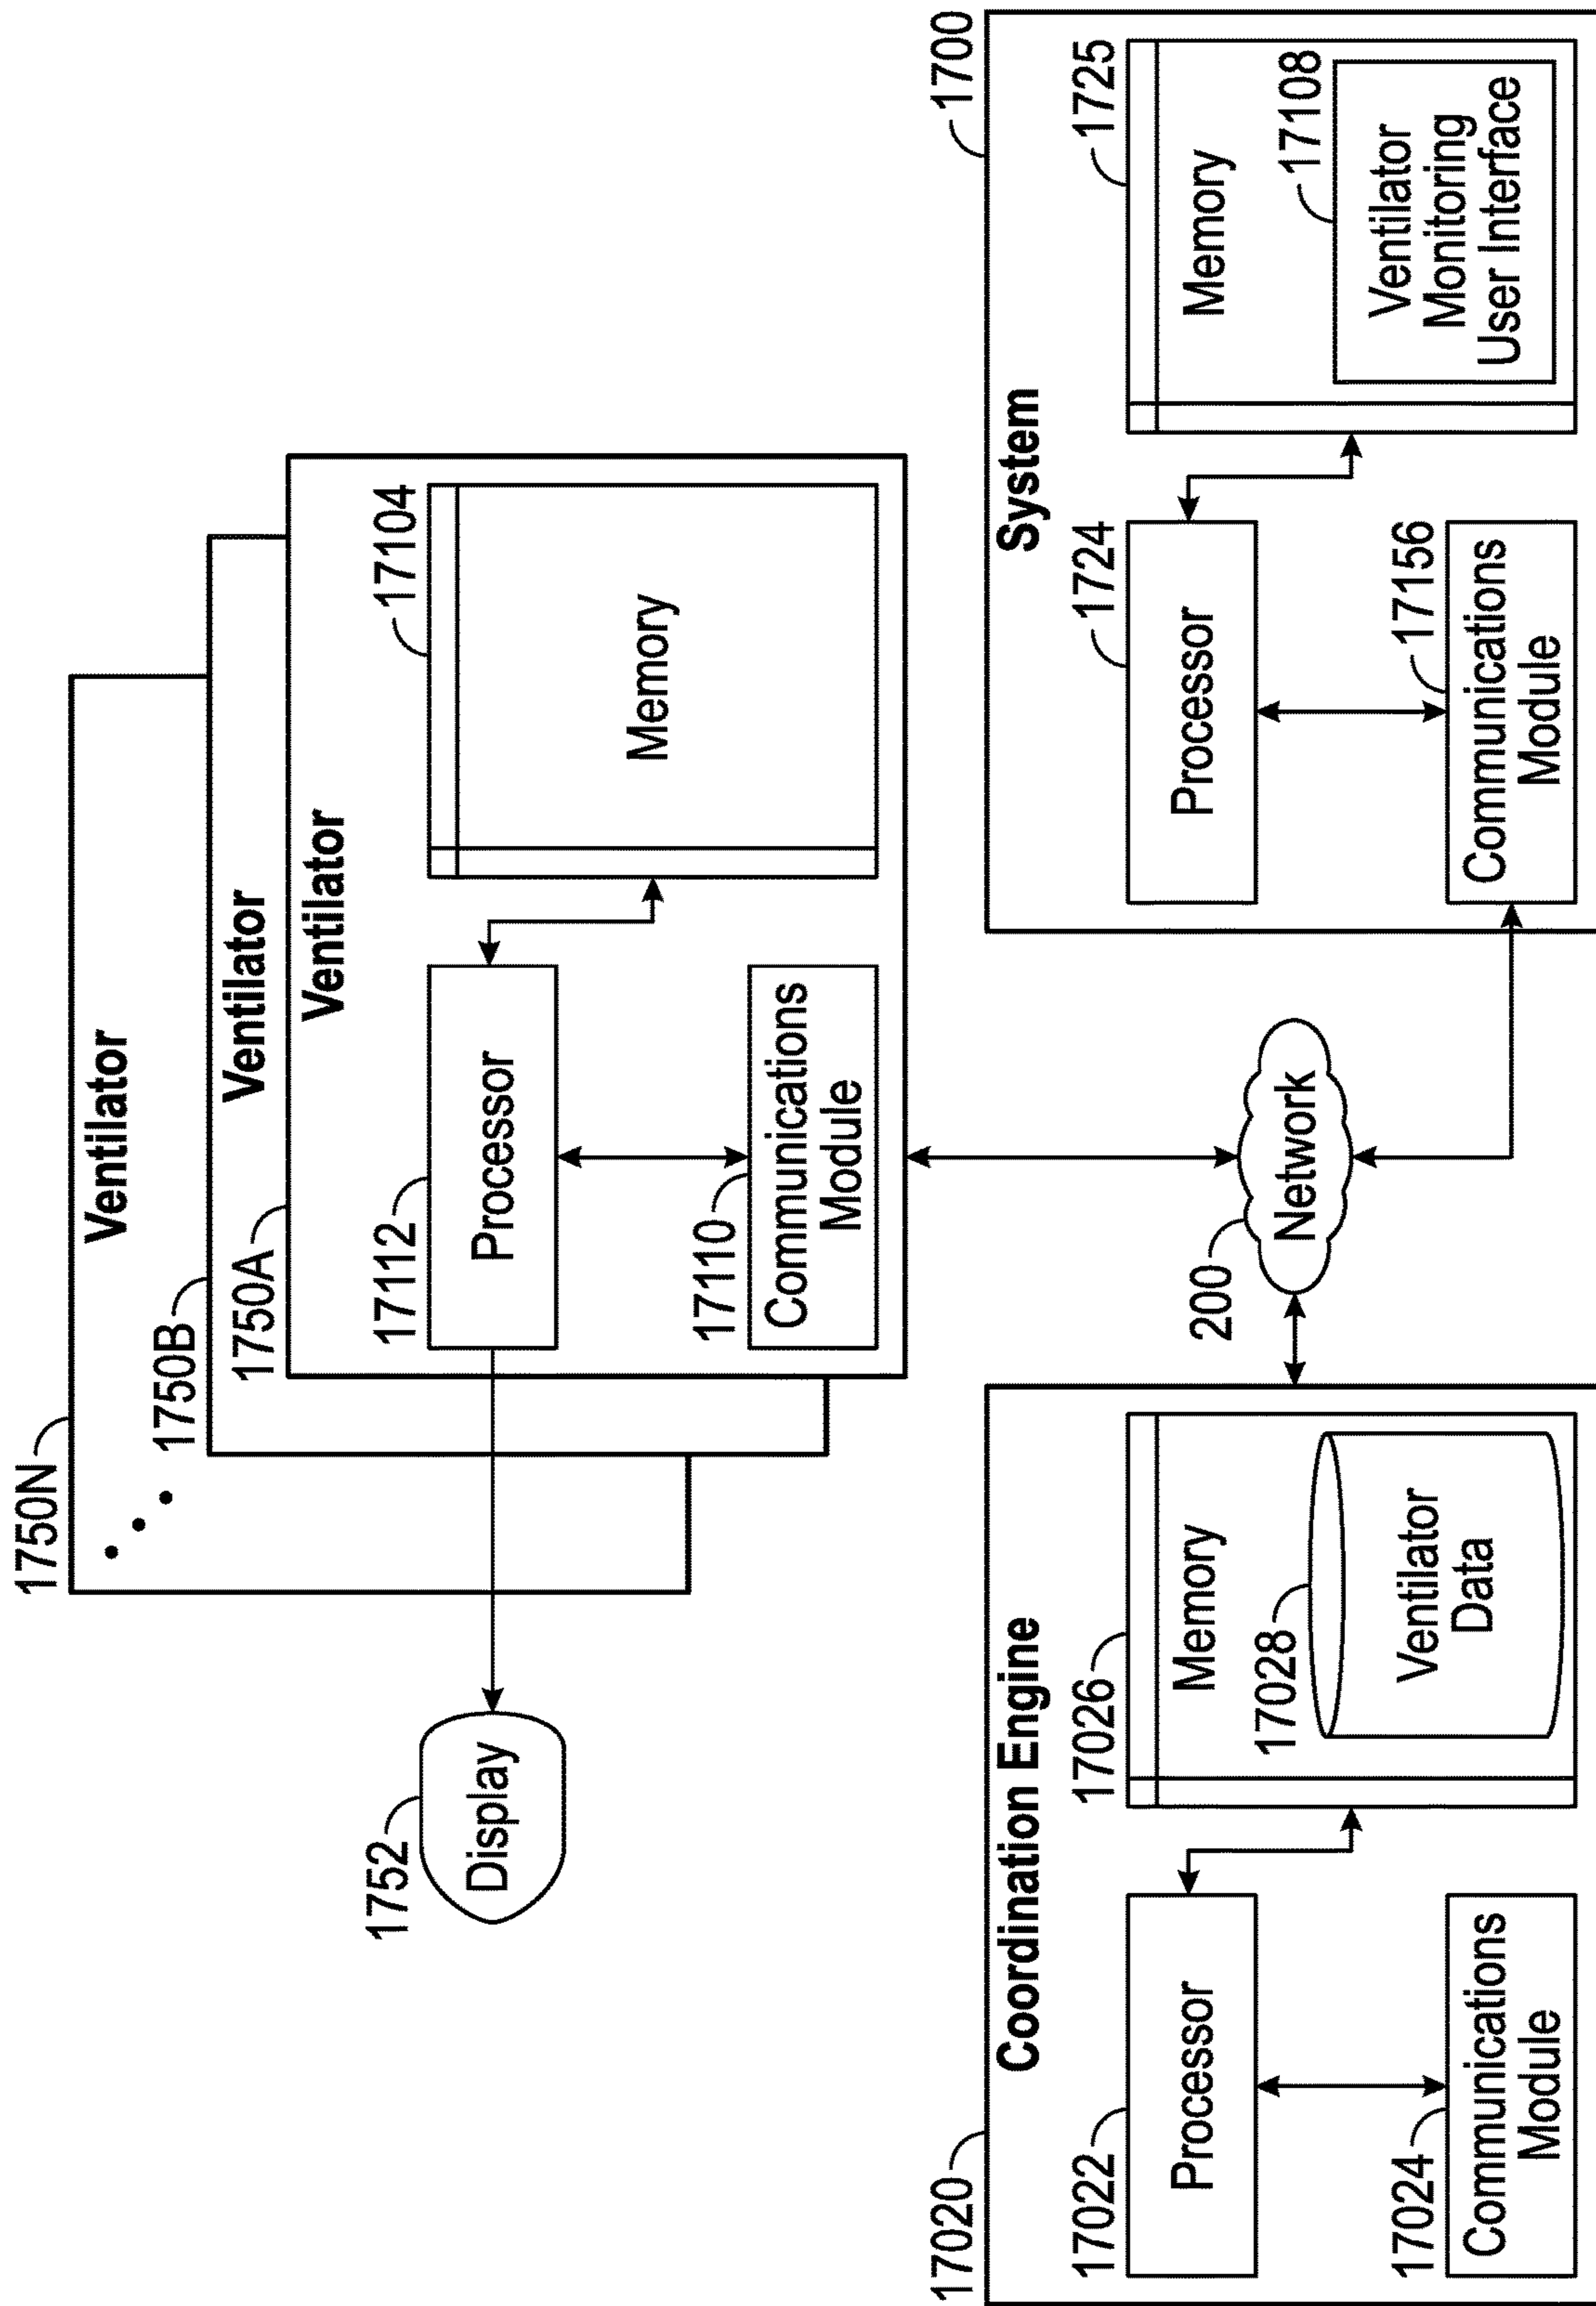 1750N
Ventilator
1750B
Ventilator
1750A
Ventilator
1752
Display
17112
Processor
17104
Memory
17110
Communications
Module
200
Network
17020
Coordination Engine
17022
Processor
17026
Memory
17028
Ventilator
Data
17024
Communications
Module
1700
System
1724
Processor
1725
Memory
17108
Ventilator
Monitoring
User Interface
17156
Communications
Module